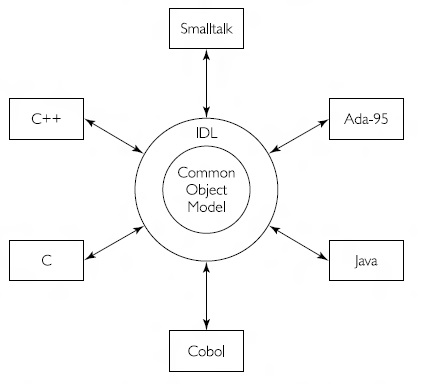 Smalltalk
C++
Ada-95
IDL
Common
Object
Model
C
Java
Cobol